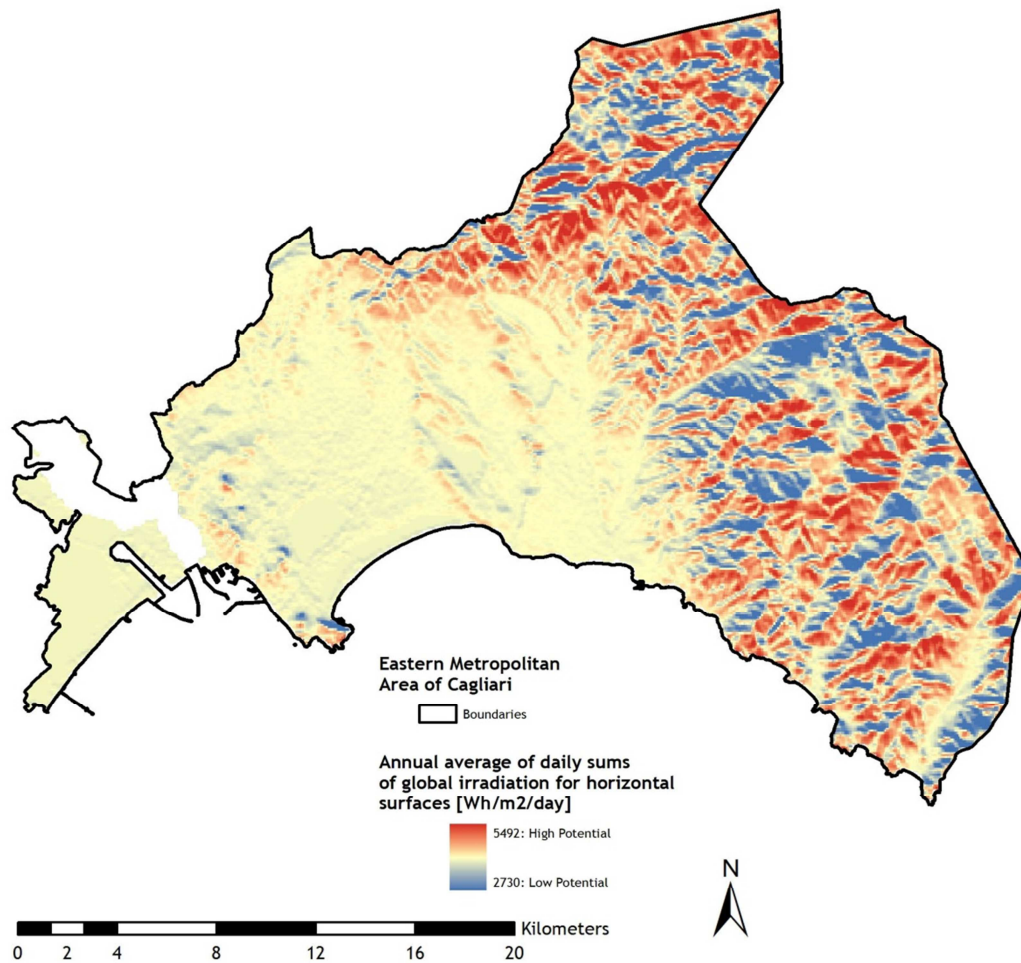 Eastern Metropolitan
Area of Cagliari
Boundaries
Annual average of daily sums
of global irradiation for horizontal
surfaces [Wh/m2/day]
5492: High Potential
2730: Low Potential
N
Kilometers
0 2 4 8 12 16 20